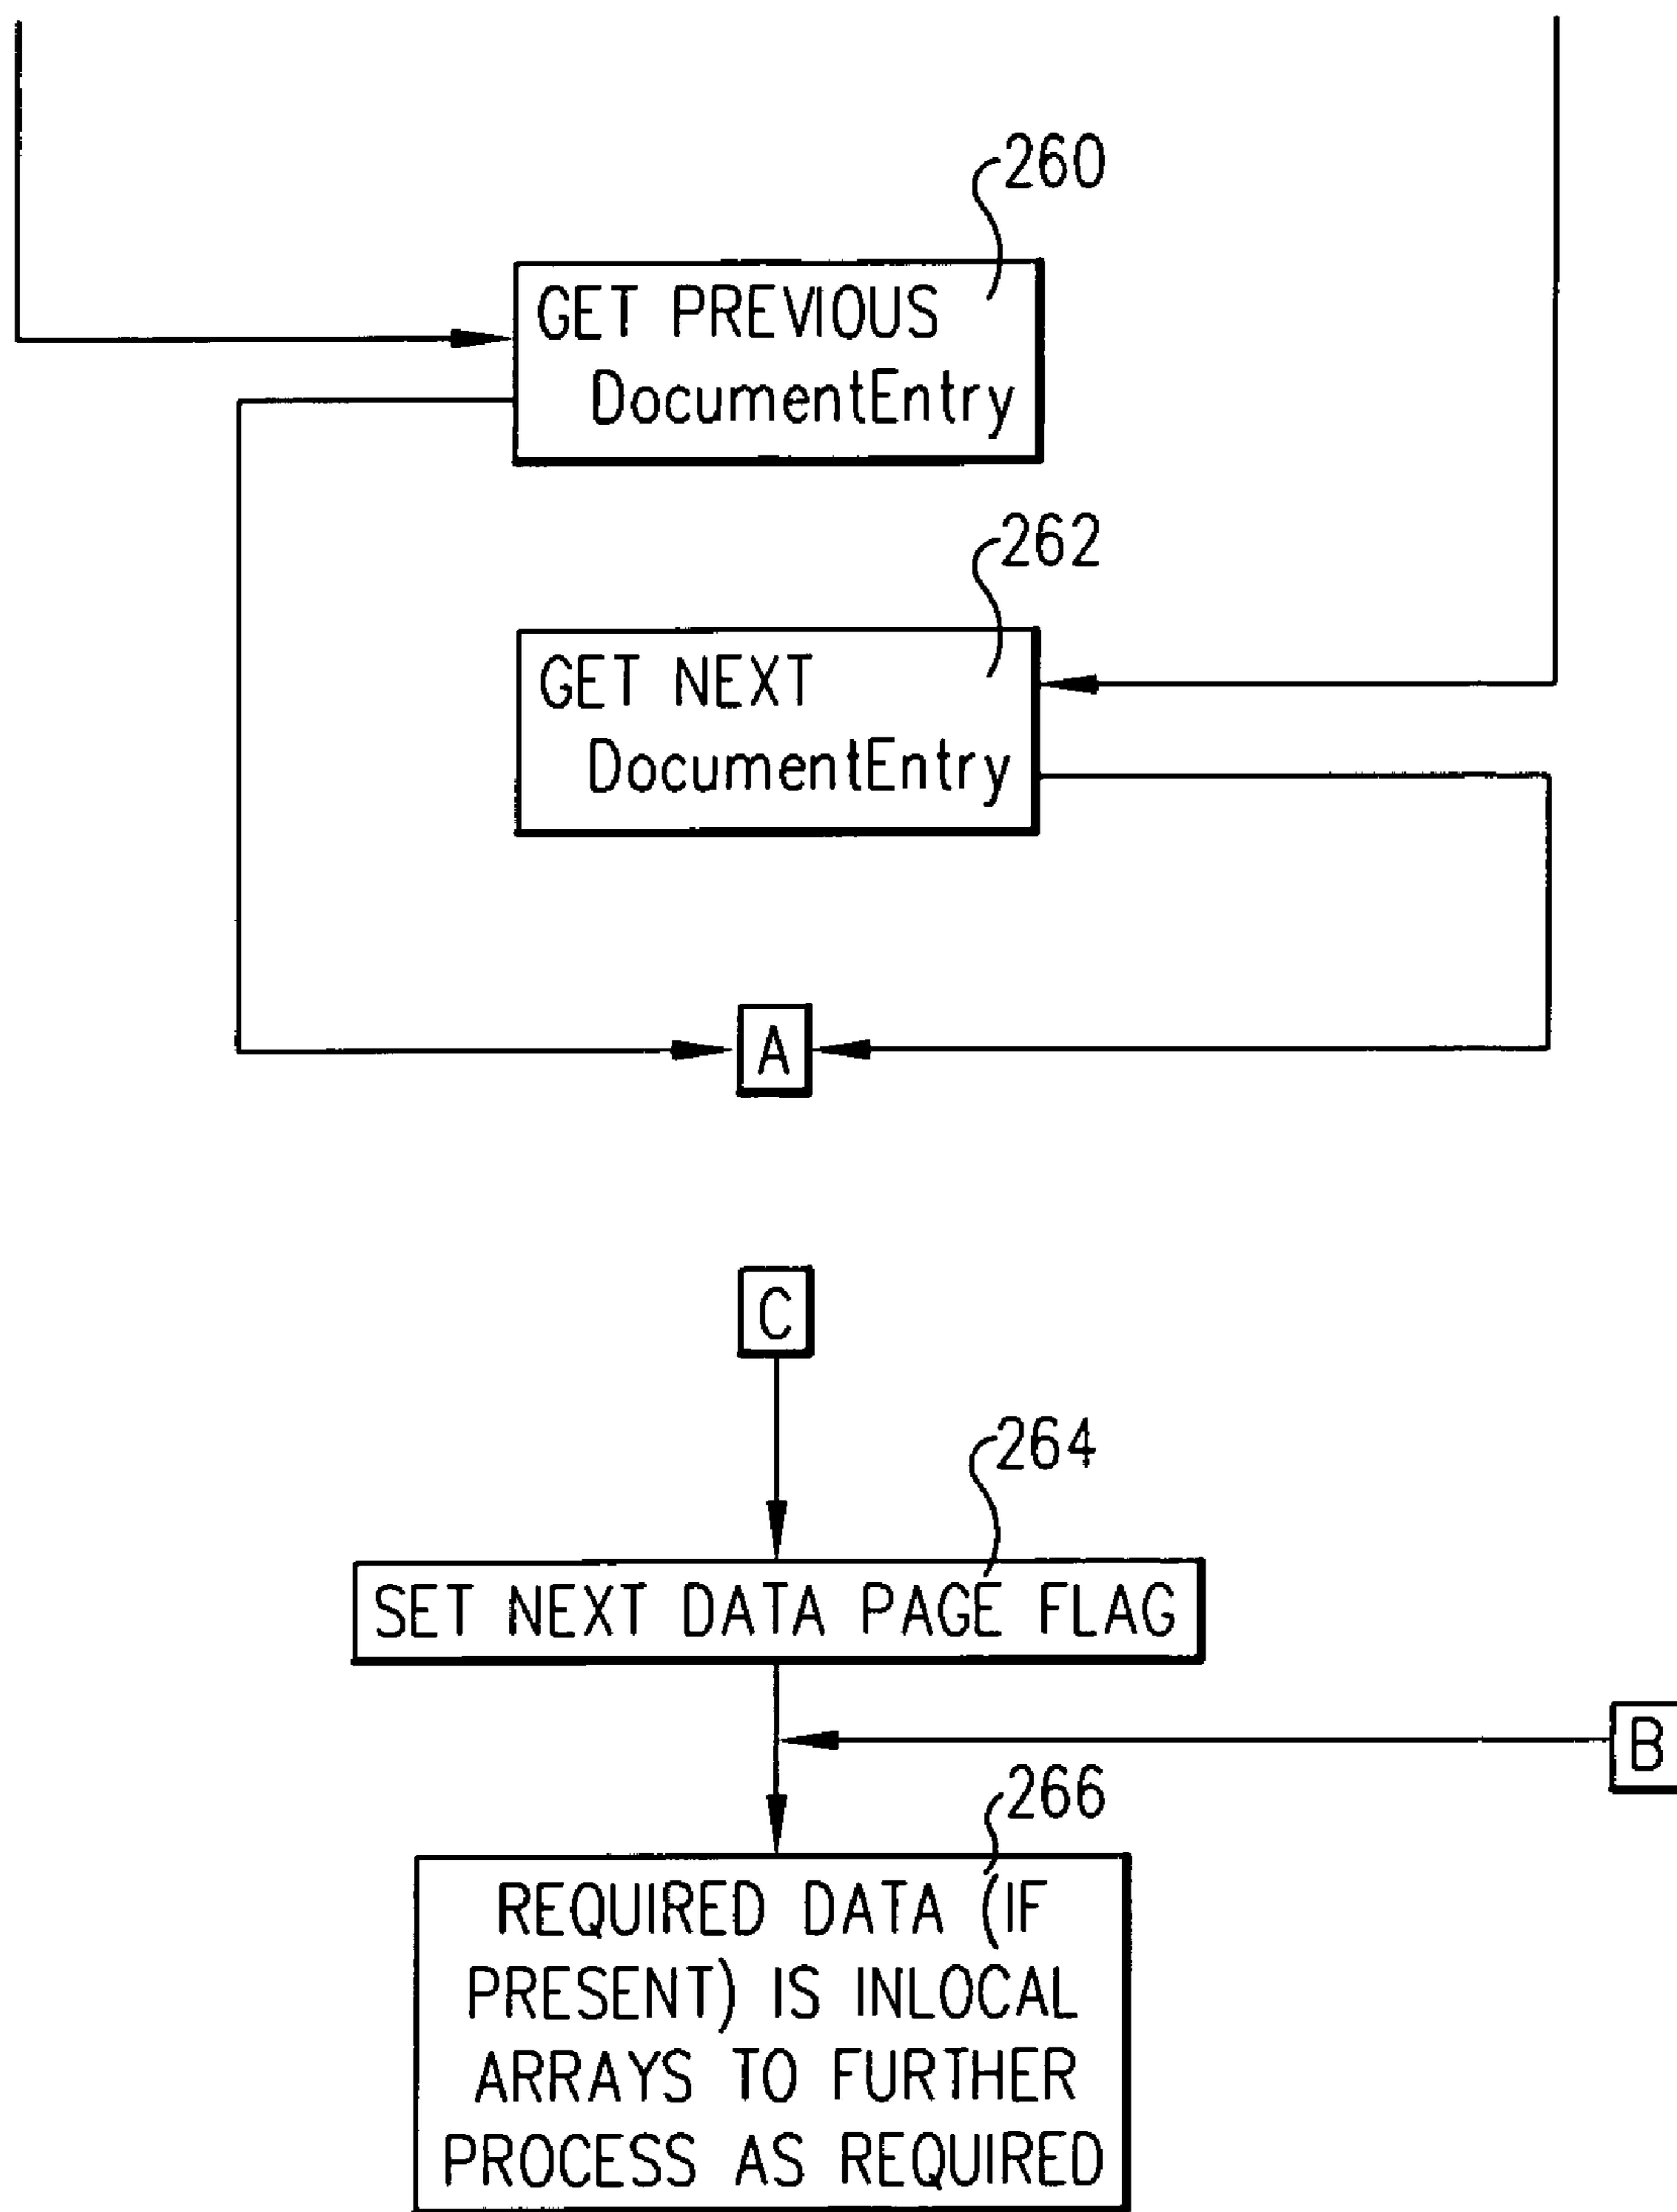 260
GET PREVIOUS
DocumentEntry
262
GET NEXT
DocumentEntry
A
C
264
SET NEXT DATA PAGE FLAG
B
266
REQUIRED DATA (IF
PRESENT) IS INLOCAL
ARRAYS TO FURTHER
PROCESS AS REQUIRED